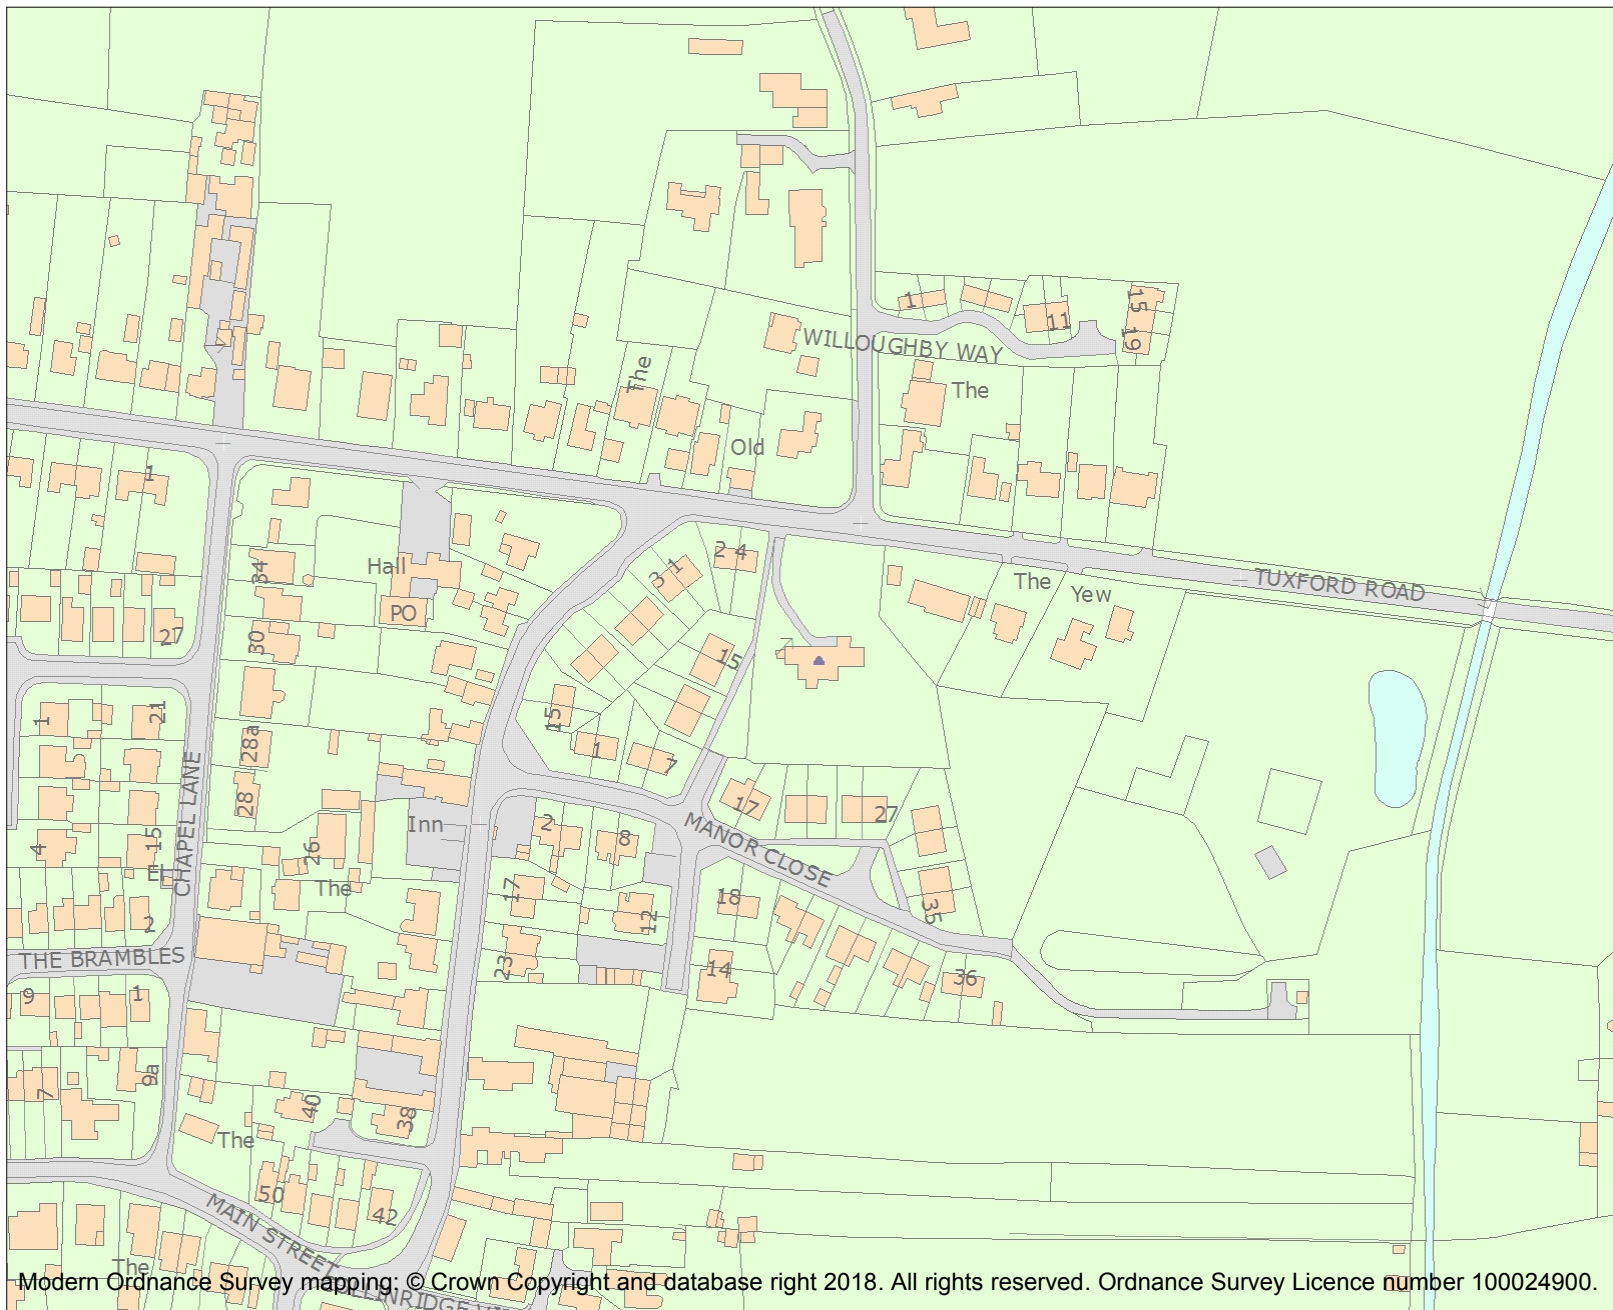 1
15
11
19
WILLOUGHBY WAY
The
The
Old
1
2 4
3 1
Hall
34
The
TUXFORD ROAD
Yew
PO
27
30
15
1
21
15
28a
1
7
CHAPEL LANE
28
17
27
Inn
2
8
MANOR CLOSE
4
15
26
El
The
17
18
35
2
12
THE BRAMBLES
23
14
36
9
1
7
9a
40
38
The
50
42
MAIN STREET
The
Modern Ordnance Survey mapping: © Crown Copyright and database right 2018. All rights reserved. Ordnance Survey Licence number 100024900.